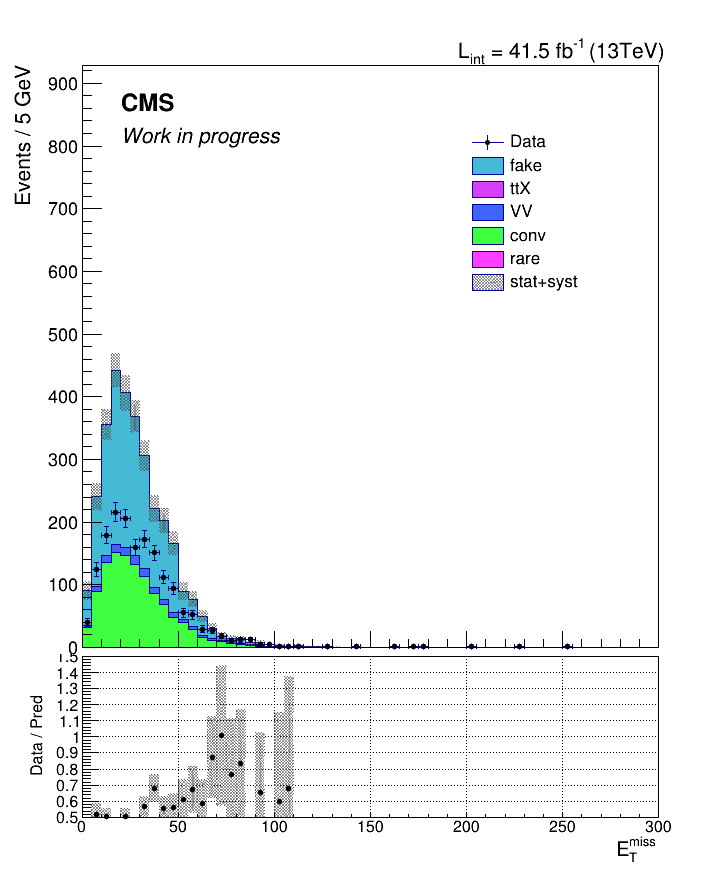 L_int = 41.5 fb^-1 (13TeV)
Events / 5 GeV
900
800
700
600
500
400
300
200
100
0
CMS
Work in progress
Data
fake
ttX
VV
conv
rare
stat+syst
Data / Pred
1.5
1.4
1.3
1.2
1.1
1
0.9
0.8
0.7
0.6
0.5
0 50 100 150 200 250 300
E_T^miss